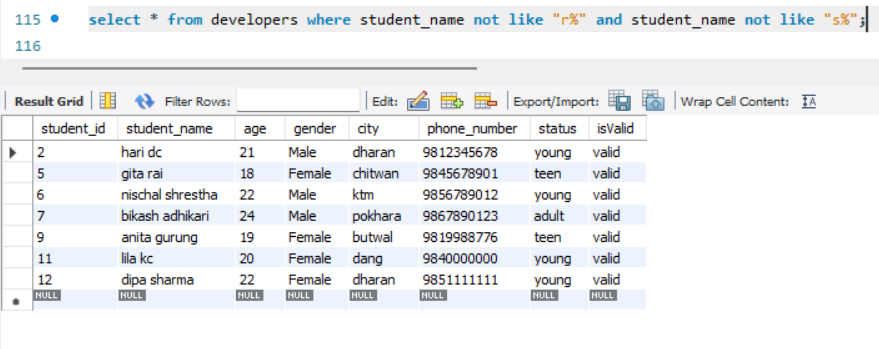 115 select * from developers where student_name not like "r%" and student_name not like "s%";
116
Result Grid Filter Rows: Edit: Export/Import: Wrap Cell Content: IA
student_id student_name age gender city phone_number status isValid
2 hari dc 21 Male dharan 9812345678 young valid
5 gita rai 18 Female chitwan 9845678901 teen valid
6 nischal shrestha 22 Male ktm 9856789012 young valid
7 bikash adhikari 24 Male pokhara 9867890123 adult valid
9 anita gurung 19 Female butwal 9819988776 teen valid
11 lila kc 20 Female dang 9840000000 young valid
12 dipa sharma 22 Female dharan 9851111111 young valid
NULL NULL NULL NULL NULL NULL NULL NULL